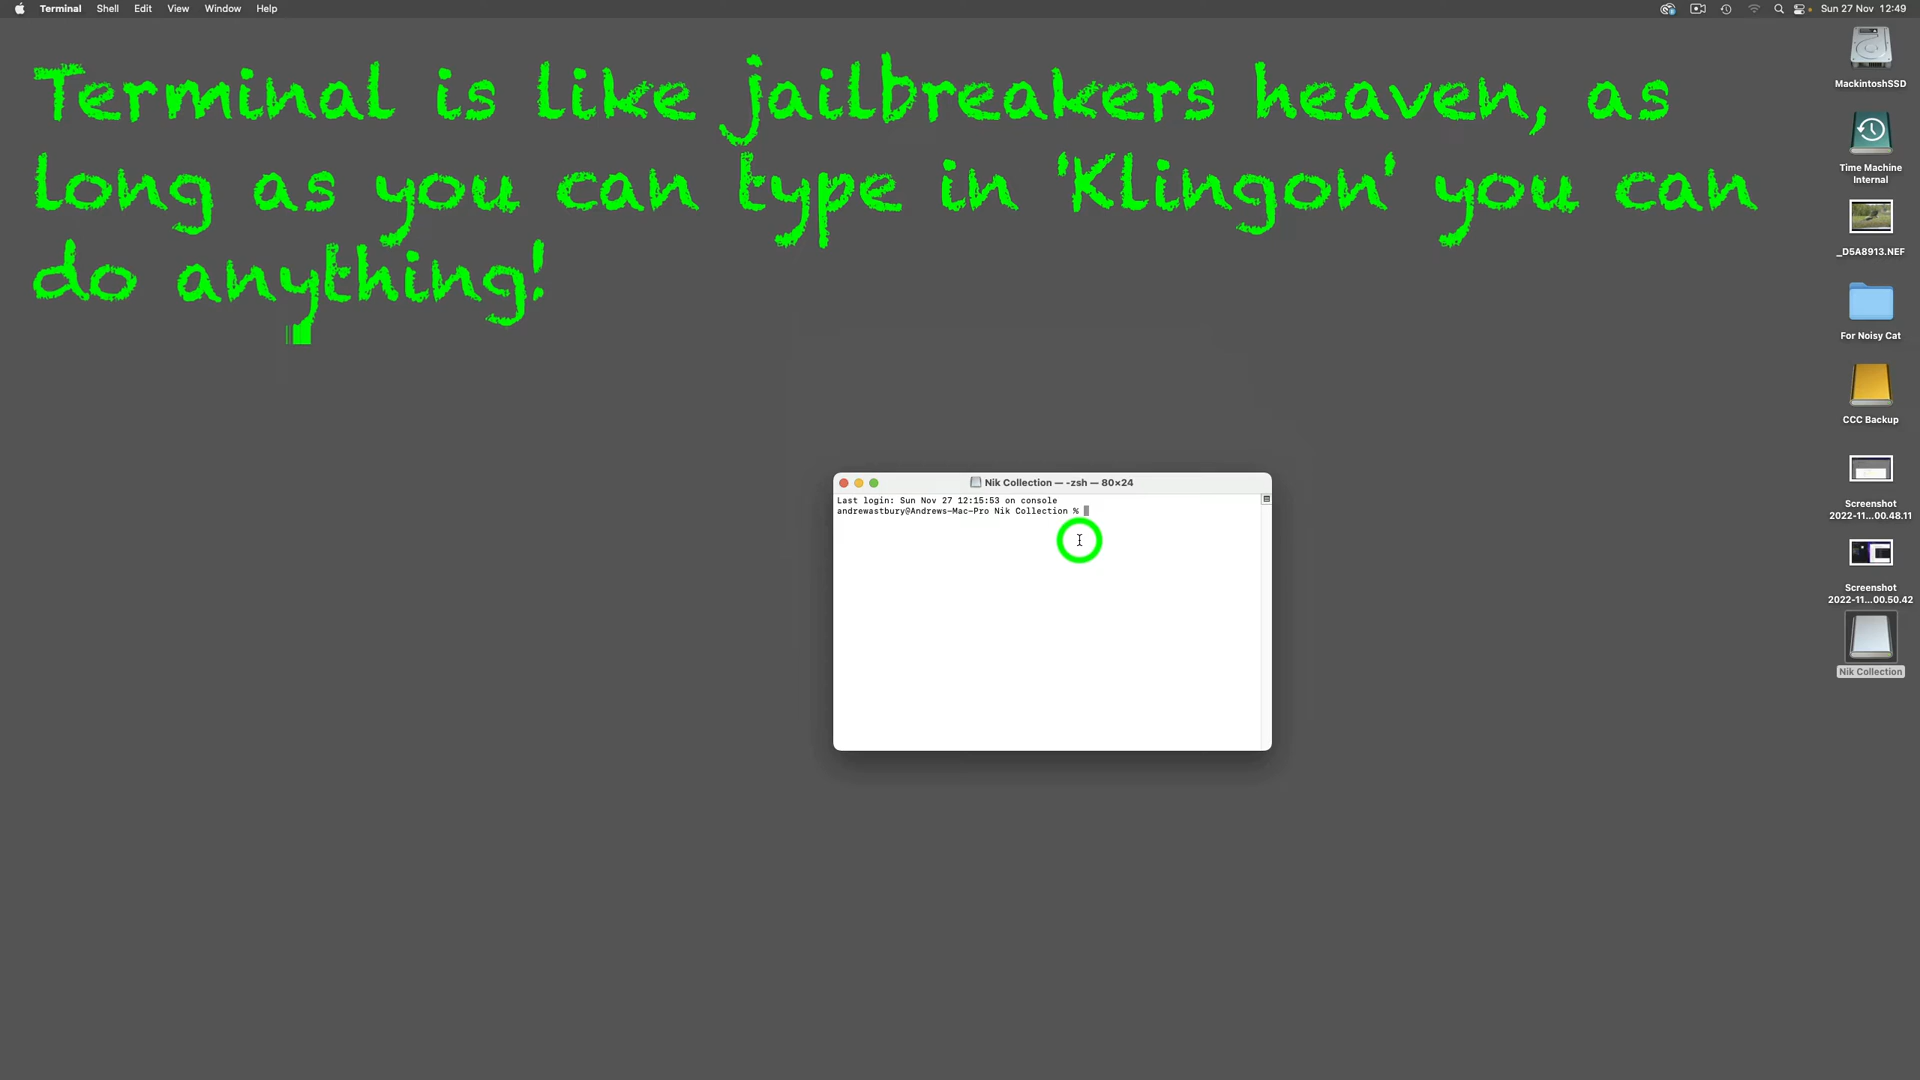 Terminal Shell Edit View Window Help
Sun 27 Nov 12:49
Terminal is like jailbreakers heaven, as
long as you can type in 'Klingon' you can
do anything!
MackintoshSSD
Time Machine
Internal
_D5A8913.NEF
For Noisy Cat
CCC Backup
Screenshot
2022-11...00.48.11
Screenshot
2022-11...00.50.42
Nik Collection
Nik Collection — -zsh — 80×24
Last login: Sun Nov 27 12:15:53 on console
andrewastbury@Andrews-Mac-Pro Nik Collection %